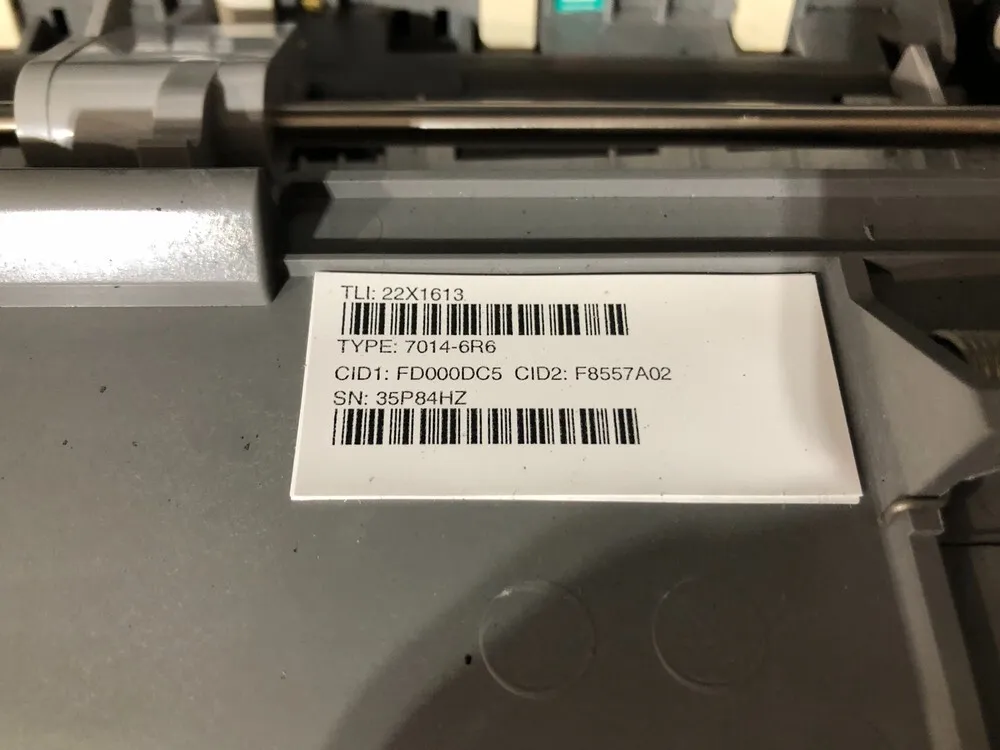 TLI: 22X1613
TYPE: 7014-6R6
CID1: FD000DC5 CID2: F8557A02
SN: 35P84HZ